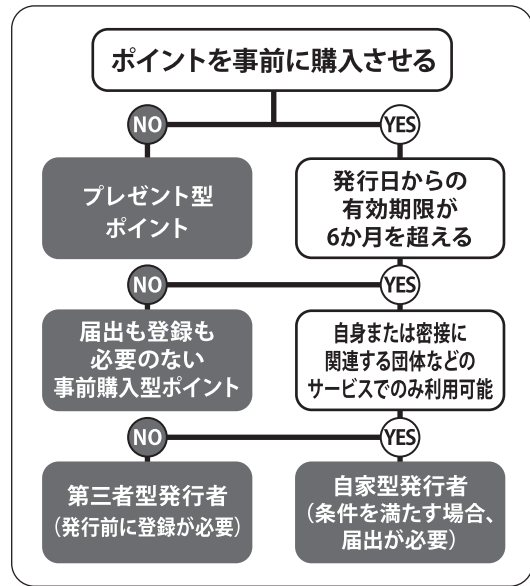 ポイントを事前に購入させる
NO
YES
プレゼント型
ポイント
発行日からの
有効期限が
6か月を超える
NO
YES
届出も登録も
必要のない
事前購入型ポイント
自身または密接に
関連する団体などの
サービスでのみ利用可能
NO
YES
第三者型発行者
(発行前に登録が必要)
自家型発行者
(条件を満たす場合、
届出が必要)